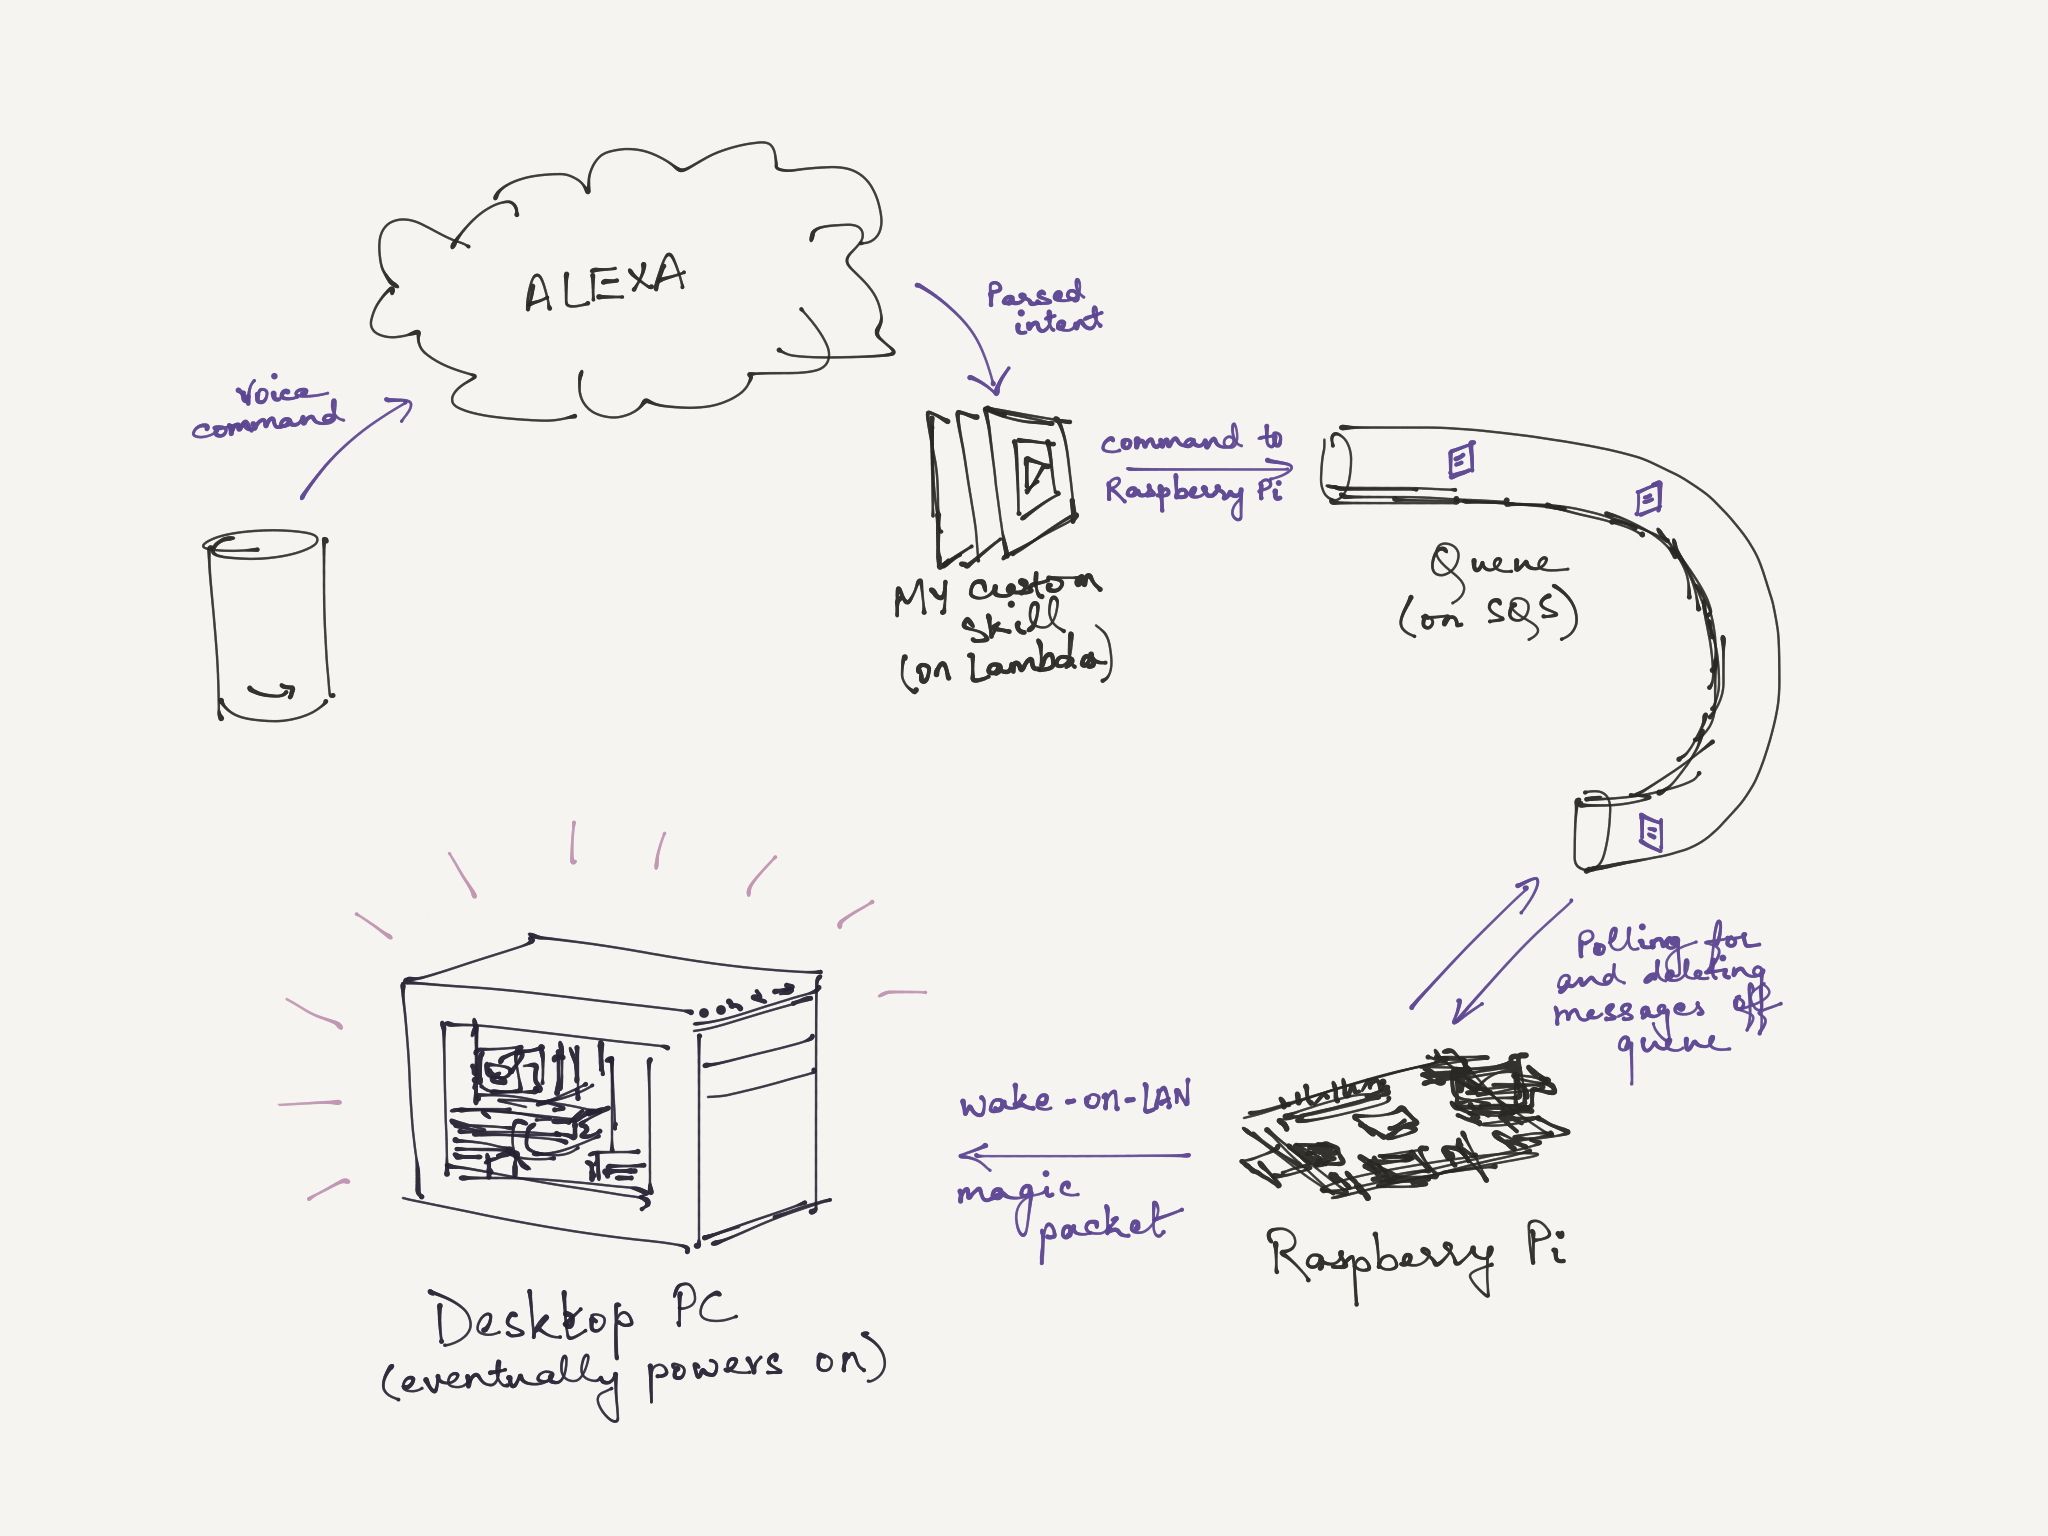 ALEXA
Parsed
intent
Voice
command
command to
Raspberry Pi
My custom
skill
(on Lambda)
Queue
(on SQS)
Polling for
and deleting
messages off
queue
wake-on-LAN
magic
packet
Raspberry Pi
Desktop PC
(eventually powers on)